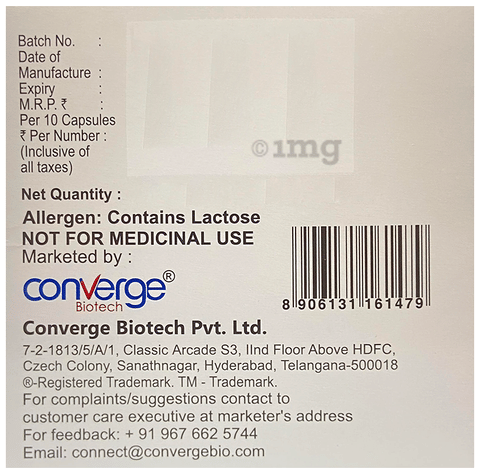 Batch No. :
Date of
Manufacture :
Expiry :
M.R.P. ₹ :
Per 10 Capsules
₹ Per Number :
(Inclusive of
all taxes)
©1mg
Net Quantity :
Allergen: Contains Lactose
NOT FOR MEDICINAL USE
Marketed by :
converge®
Biotech
8 906131 161479
Converge Biotech Pvt. Ltd.
7-2-1813/5/A/1, Classic Arcade S3, IInd Floor Above HDFC,
Czech Colony, Sanathnagar, Hyderabad, Telangana-500018
®-Registered Trademark. TM - Trademark.
For complaints/suggestions contact to
customer care executive at marketer's address
For feedback: + 91 967 662 5744
Email: connect@convergebio.com